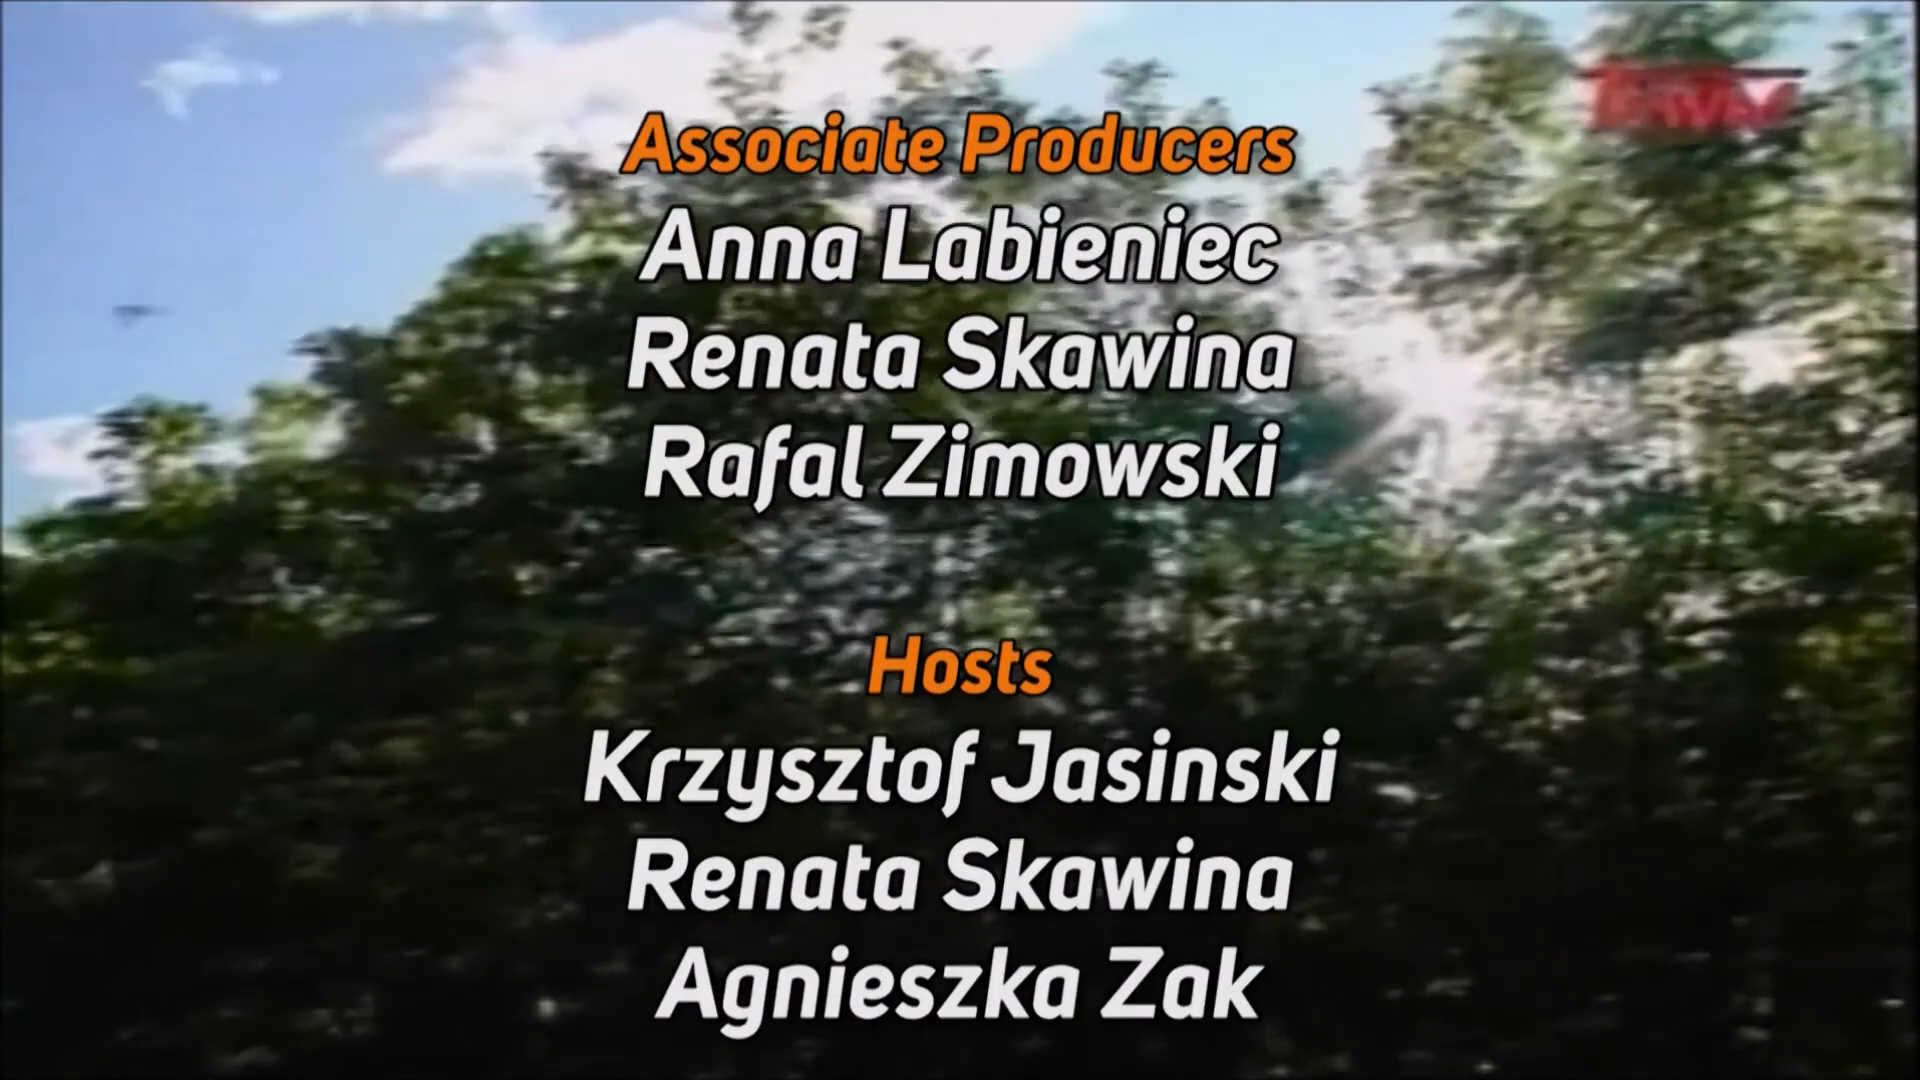 Associate Producers
Anna Labieniec
Renata Skawina
Rafal Zimowski
Hosts
Krzysztof Jasinski
Renata Skawina
Agnieszka Zak